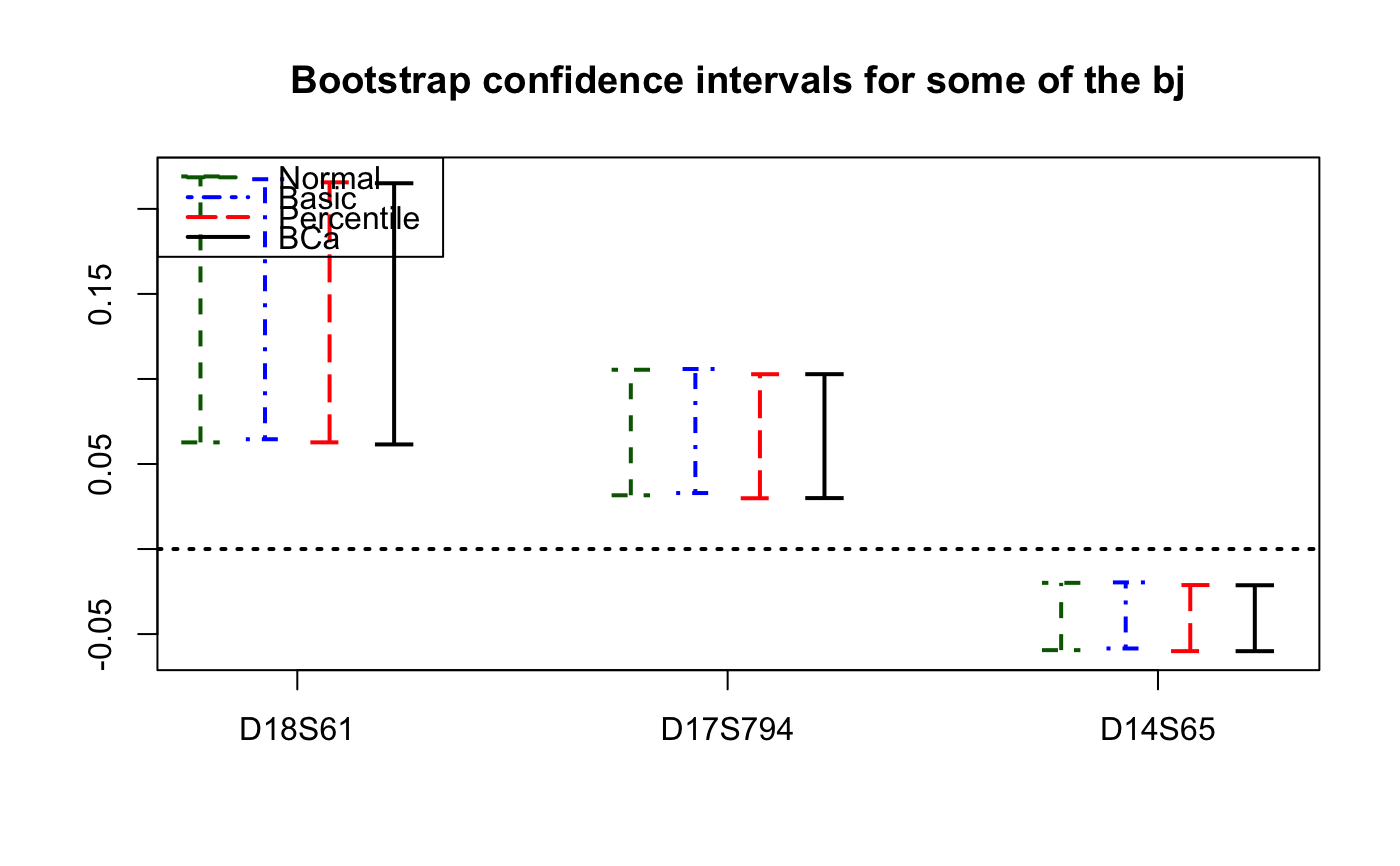 Bootstrap confidence intervals for some of the bj
Normal
Basic
Percentile
BCa
0.15
0.05
-0.05
D18S61 D17S794 D14S65